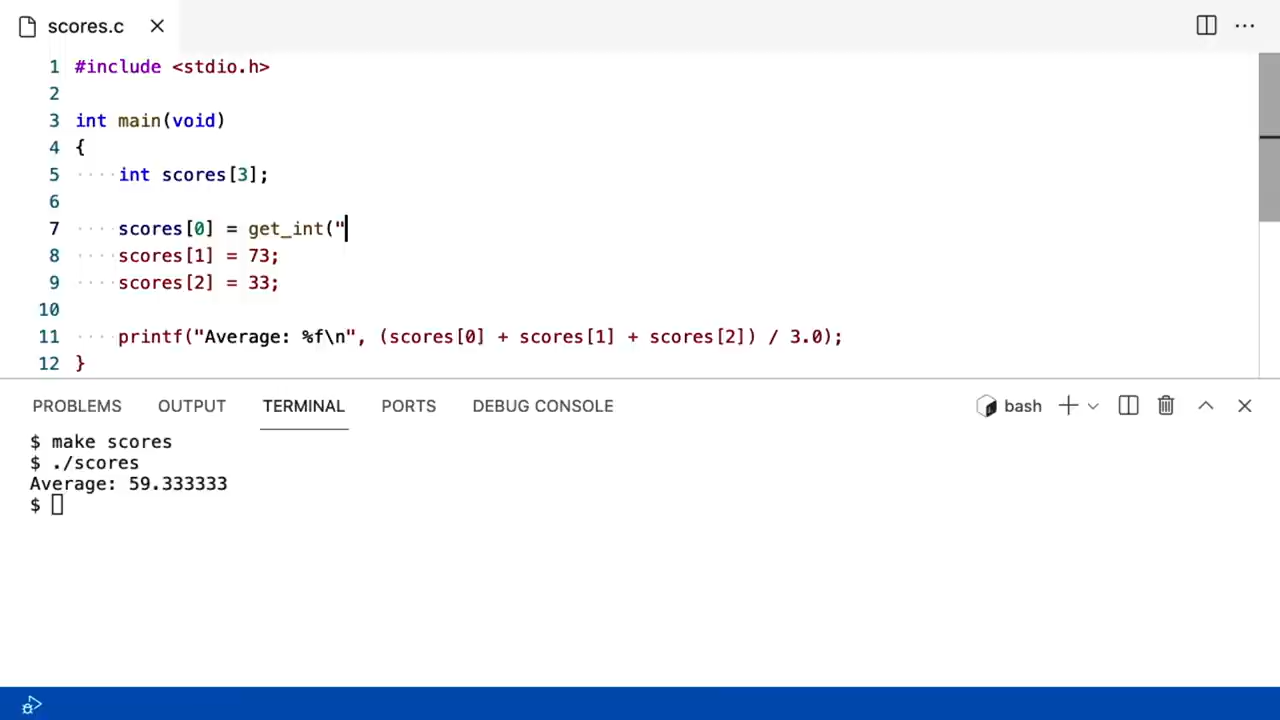 scores.c
1 #include <stdio.h>
2
3 int main(void)
4 {
5 ····int scores[3];
6
7 ····scores[0] = get_int("
8 ····scores[1] = 73;
9 ····scores[2] = 33;
10
11 ····printf("Average: %f\n", (scores[0] + scores[1] + scores[2]) / 3.0);
12 }
PROBLEMS OUTPUT TERMINAL PORTS DEBUG CONSOLE bash
$ make scores
$ ./scores
Average: 59.333333
$